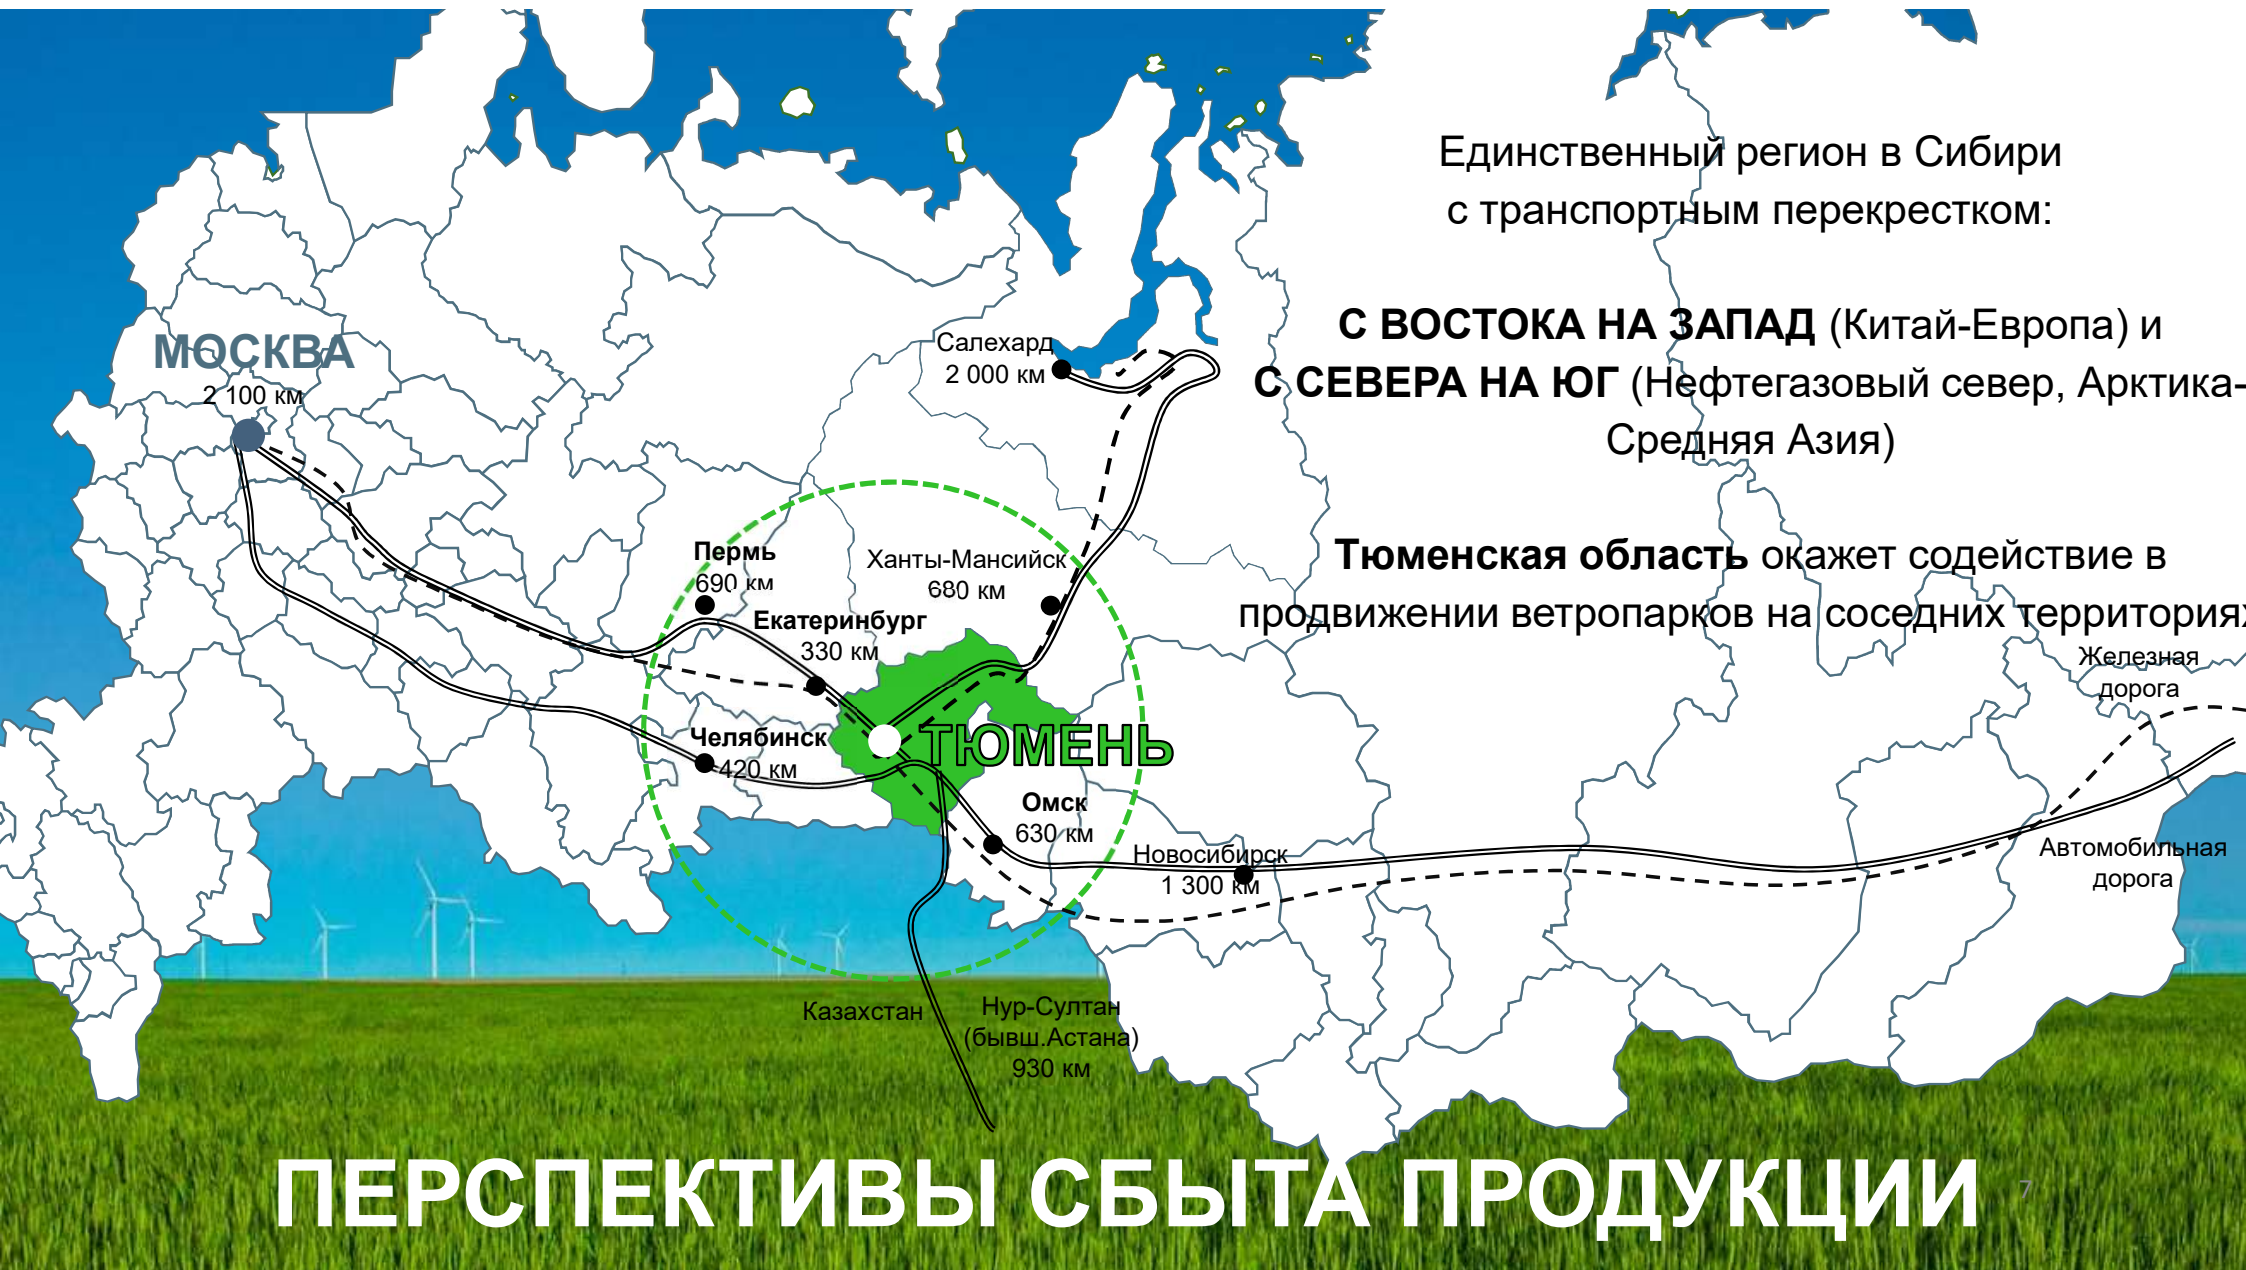 Единственный регион в Сибири
с транспортным перекрестком:
С ВОСТОКА НА ЗАПАД (Китай-Европа) и
С СЕВЕРА НА ЮГ (Нефтегазовый север, Арктика-
Средняя Азия)
Тюменская область окажет содействие в
продвижении ветропарков на соседних территориях
МОСКВА
2 100 км
Салехард
2 000 км
Пермь
690 км
Ханты-Мансийск
680 км
Екатеринбург
330 км
Железная
дорога
Челябинск
420 км
ТЮМЕНЬ
Омск
630 км
Новосибирск
1 300 км
Автомобильная
дорога
Казахстан
Нур-Султан
(бывш.Астана)
930 км
ПЕРСПЕКТИВЫ СБЫТА ПРОДУКЦИИ
7